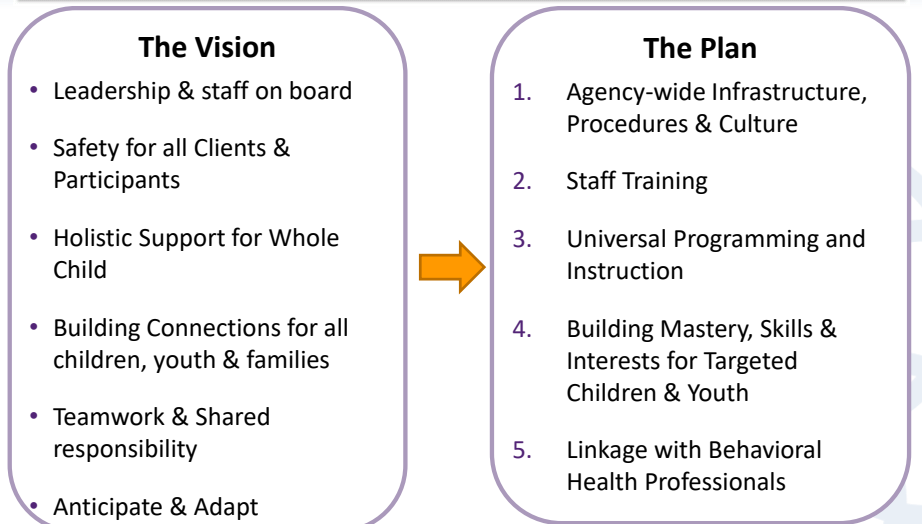 The Vision
• Leadership & staff on board
• Safety for all Clients &
Participants
• Holistic Support for Whole
Child
• Building Connections for all
children, youth & families
• Teamwork & Shared
responsibility
• Anticipate & Adapt
The Plan
1. Agency-wide Infrastructure,
Procedures & Culture
2. Staff Training
3. Universal Programming and
Instruction
4. Building Mastery, Skills &
Interests for Targeted
Children & Youth
5. Linkage with Behavioral
Health Professionals